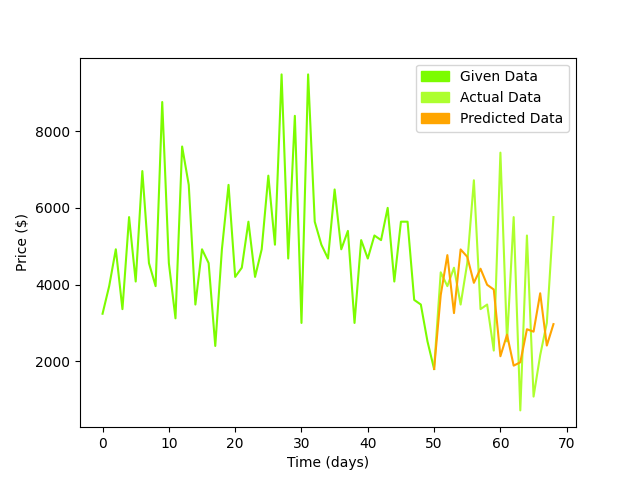 Given Data
Actual Data
Predicted Data
8000
6000
4000
2000
Price ($)
0 10 20 30 40 50 60 70
Time (days)